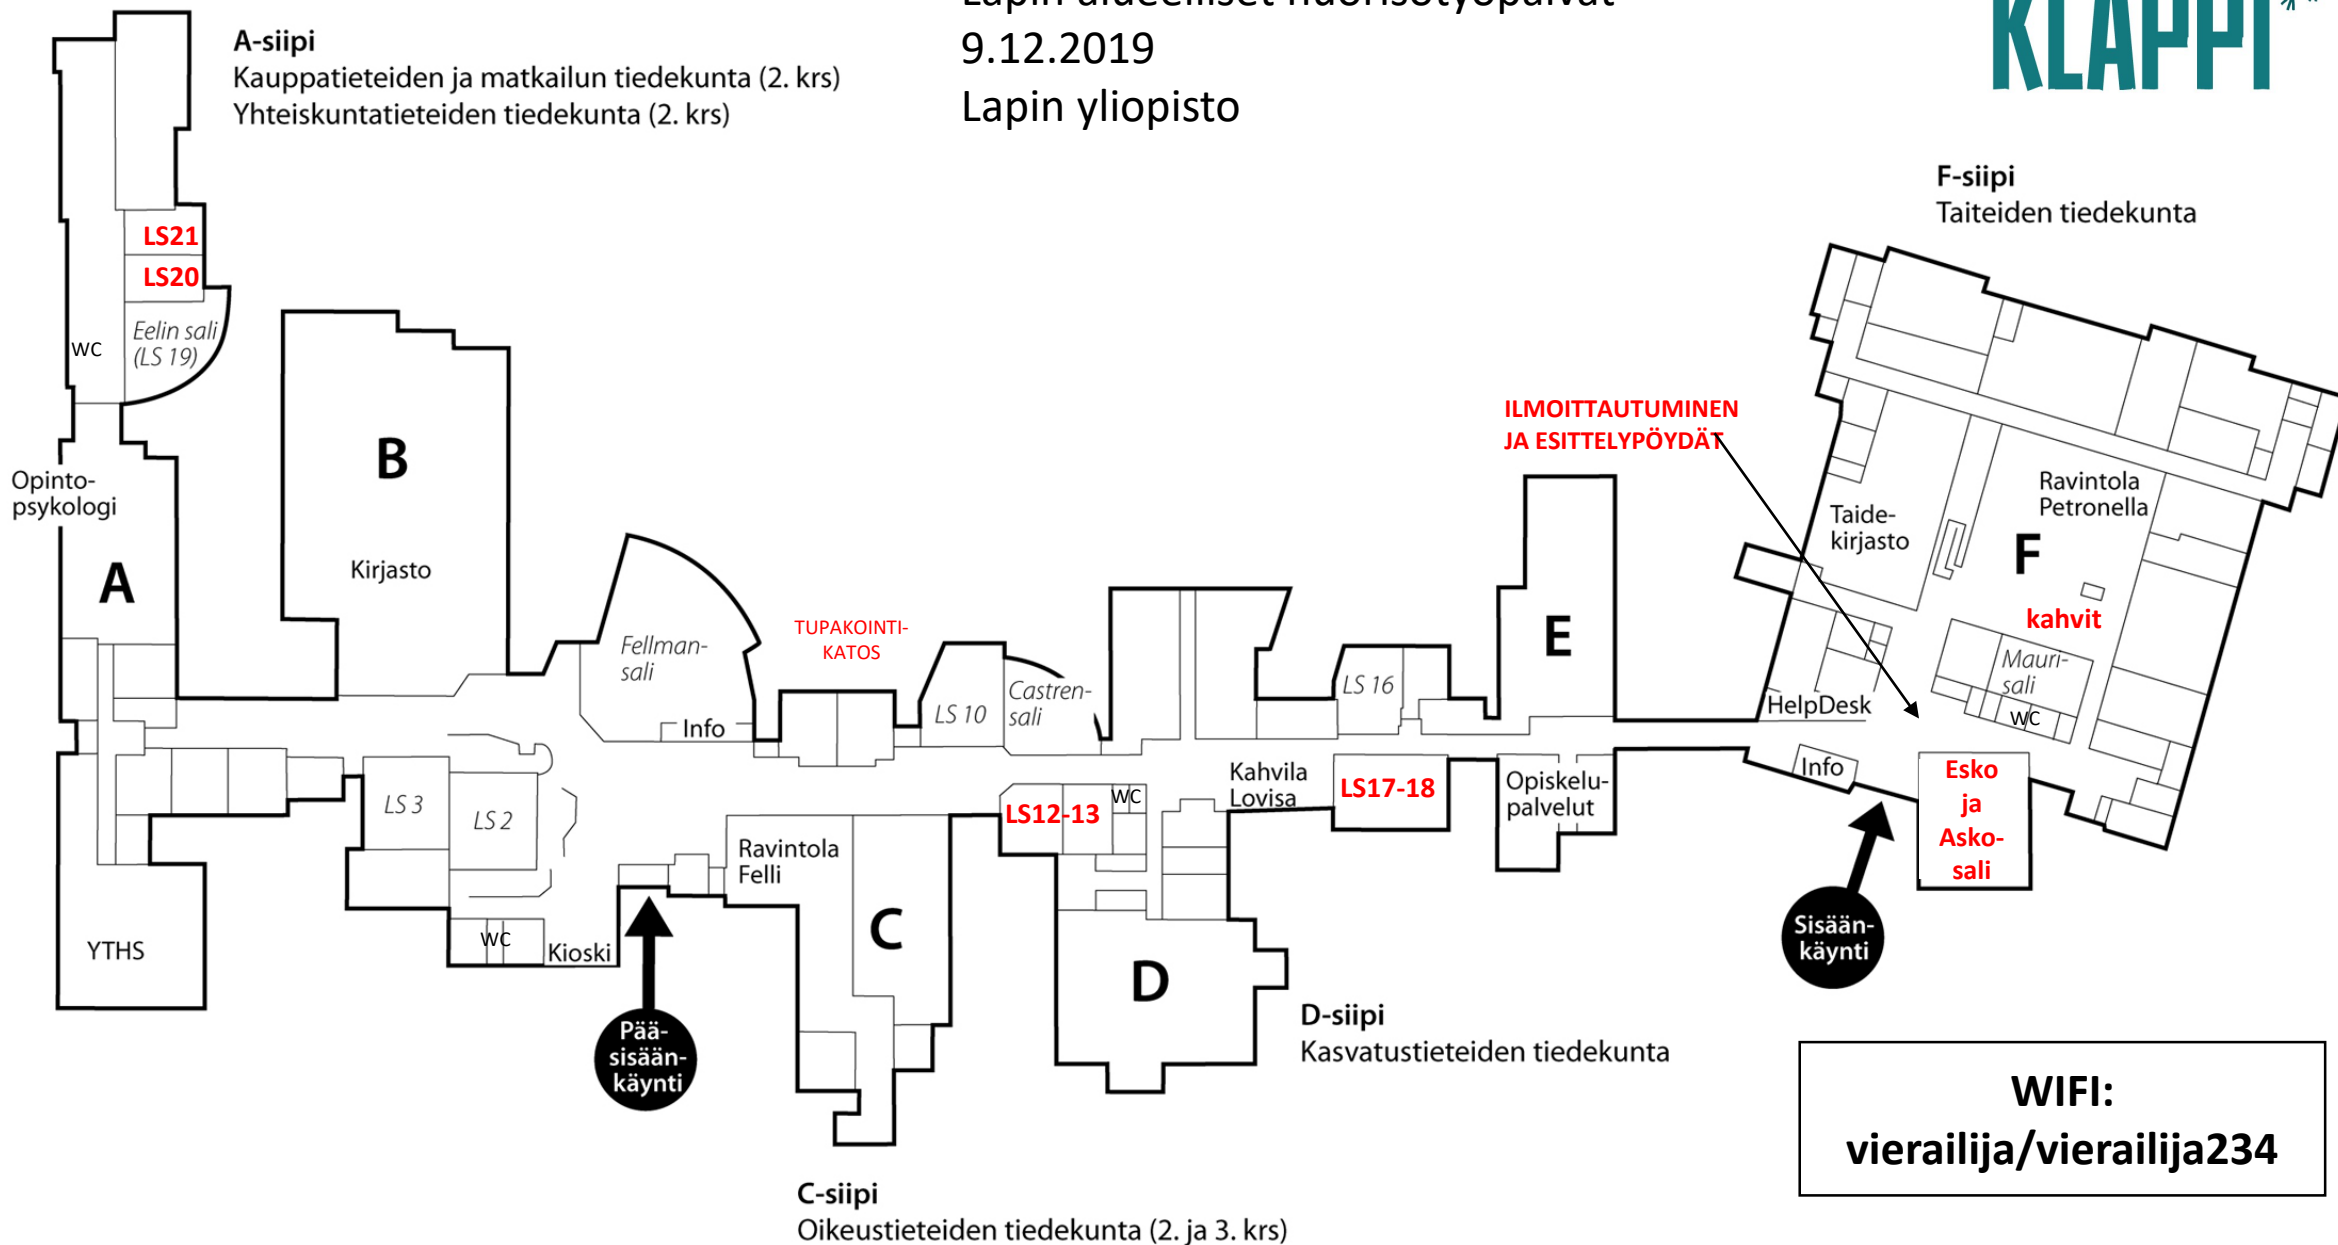 Lapin alueelliset nuorisotyöpäivät
9.12.2019
Lapin yliopisto
KLAPPI
A-siipi
Kauppatieteiden ja matkailun tiedekunta (2. krs)
Yhteiskuntatieteiden tiedekunta (2. krs)
F-siipi
Taiteiden tiedekunta
LS21
LS20
Eelin sali
(LS 19)
WC
Opinto-
psykologi
A
B
Kirjasto
YTHS
LS 3
LS 2
WC
Kioski
Fellman-
sali
Info
TUPAKOINTI-
KATOS
LS 10
Castren-
sali
Ravintola
Felli
C
Pää-
sisään-
käynti
LS12-13
WC
D
Kahvila
Lovisa
LS 16
LS17-18
E
Opiskelu-
palvelut
ILMOITTAUTUMINEN
JA ESITTELYPÖYDÄT
Taide-
kirjasto
Ravintola
Petronella
F
kahvit
Mauri-
sali
WC
HelpDesk
Info
Esko
ja
Asko-
sali
Sisään-
käynti
D-siipi
Kasvatustieteiden tiedekunta
C-siipi
Oikeustieteiden tiedekunta (2. ja 3. krs)
WIFI:
vierailija/vierailija234